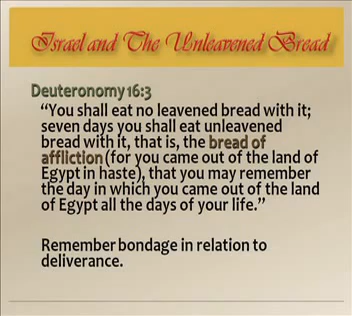 Israel and The Unleavened Bread
Deuteronomy 16:3
“You shall eat no leavened bread with it;
seven days you shall eat unleavened
bread with it, that is, the bread of
affliction (for you came out of the land of
Egypt in haste), that you may remember
the day in which you came out of the land
of Egypt all the days of your life.”
Remember bondage in relation to
deliverance.